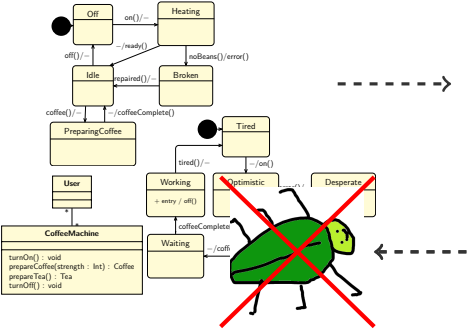 Off
on()/−
Heating
−/ready()
off()/−
noBeans()/error()
Idle
repaired()/−
Broken
coffee()/−
−/coffeeComplete()
PreparingCoffee
Tired
tired()/−
−/on()
User
Working
+ entry / off()
Optimistic
Desperate
*
*
CoffeeMachine
turnOn() : void
prepareCoffee(strength : Int) : Coffee
prepareTea() : Tea
turnOff() : void
coffeeComplete
Waiting
−/coff